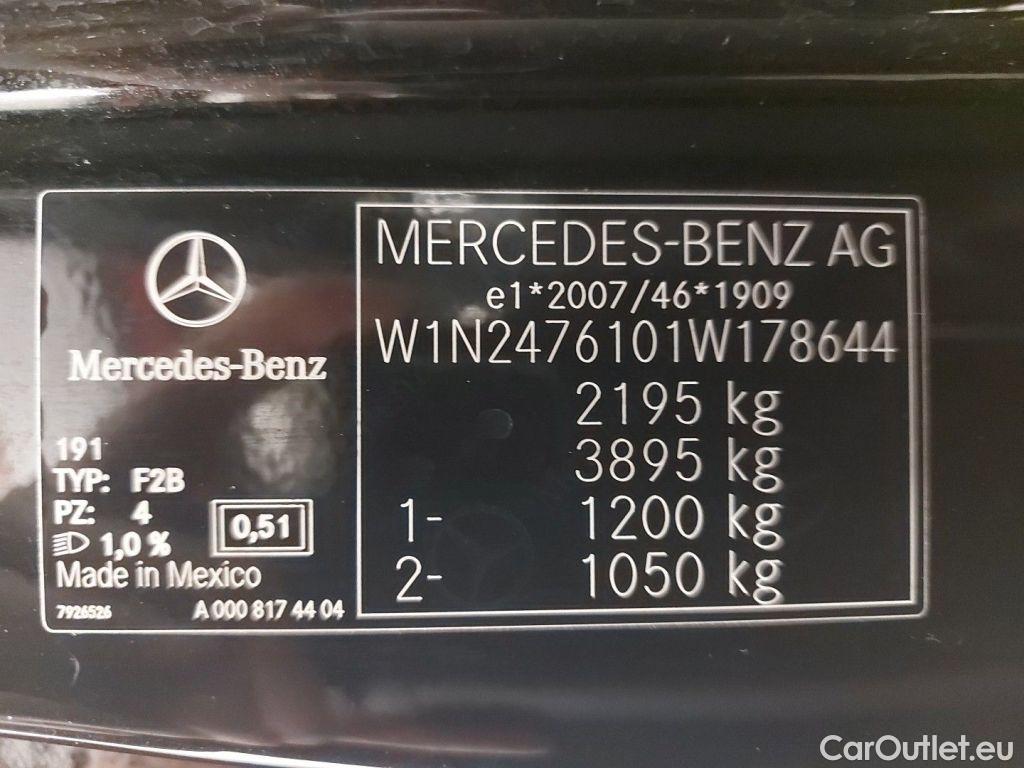 Mercedes-Benz
191
TYP: F2B
PZ: 4
1,0 %
0,51
Made in Mexico
7926526
A 000 817 44 04
MERCEDES-BENZ AG
e1*2007/46*1909
W1N2476101W178644
2195 kg
3895 kg
1- 1200 kg
2- 1050 kg
CarOutlet.eu